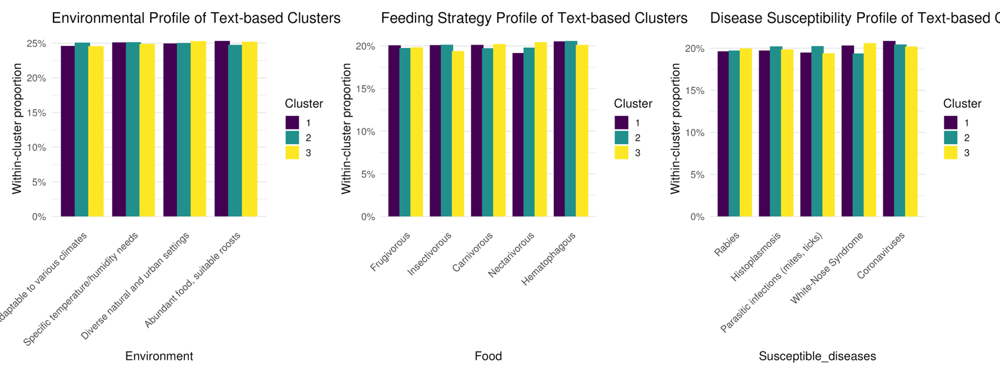 Environmental Profile of Text-based Clusters
Within-cluster proportion
25%
20%
15%
10%
5%
0%
daptable to various climates
Specific temperature/humidity needs
Diverse natural and urban settings
Abundant food, suitable roosts
Environment
Cluster
1
2
3
Feeding Strategy Profile of Text-based Clusters
Within-cluster proportion
20%
15%
10%
5%
0%
Frugivorous
Insectivorous
Carnivorous
Nectarivorous
Hematophagous
Food
Cluster
1
2
3
Disease Susceptibility Profile of Text-based C
Within-cluster proportion
20%
15%
10%
5%
0%
Rabies
Histoplasmosis
Parasitic infections (mites, ticks)
White-Nose Syndrome
Coronaviruses
Susceptible_diseases
Cluster
1
2
3